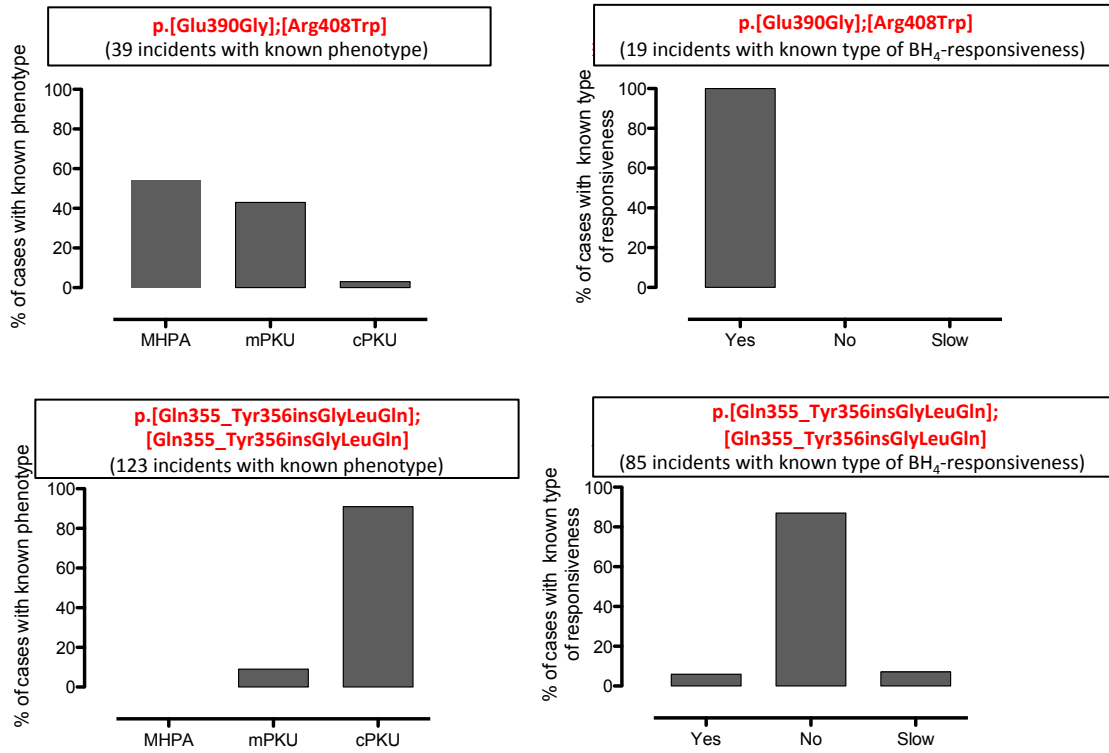 p.[Glu390Gly];[Arg408Trp]
(39 incidents with known phenotype)
% of cases with known phenotype
100
80
60
40
20
0
MHPA mPKU cPKU
p.[Glu390Gly];[Arg408Trp]
(19 incidents with known type of BH₄-responsiveness)
% of cases with known type
of responsiveness
100
80
60
40
20
0
Yes No Slow
p.[Gln355_Tyr356insGlyLeuGln];
[Gln355_Tyr356insGlyLeuGln]
(123 incidents with known phenotype)
% of cases with known phenotype
100
80
60
40
20
0
MHPA mPKU cPKU
p.[Gln355_Tyr356insGlyLeuGln];
[Gln355_Tyr356insGlyLeuGln]
(85 incidents with known type of BH₄-responsiveness)
% of cases with known type
of responsiveness
100
80
60
40
20
0
Yes No Slow